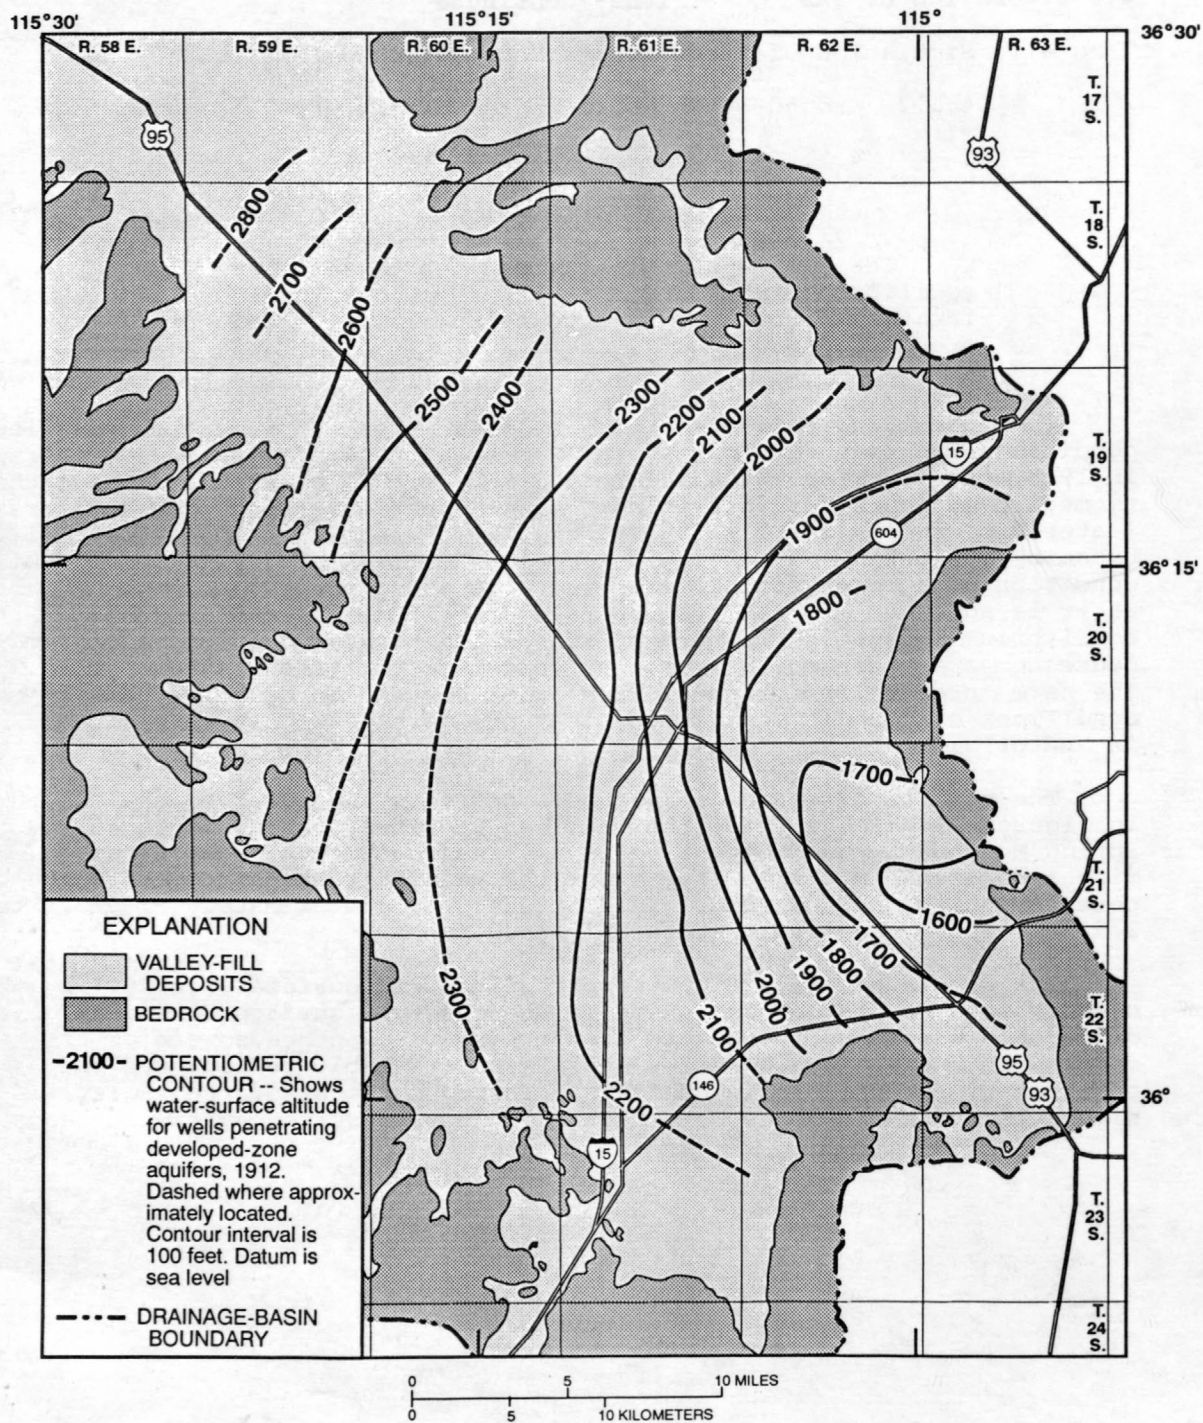 115°30'
115°15'
115°
36°30'
R. 58 E.
R. 59 E.
R. 60 E.
R. 61 E.
R. 62 E.
R. 63 E.
T.
17
S.
95
93
2800
T.
18
S.
2700
2600
2500
2400
2300
2200
2100
2000
15
T.
19
S.
1900
604
36°15'
1800
T.
20
S.
1700
T.
21
S.
1600
EXPLANATION
VALLEY-FILL
DEPOSITS
BEDROCK
-2100- POTENTIOMETRIC
CONTOUR -- Shows
water-surface altitude
for wells penetrating
developed-zone
aquifers, 1912.
Dashed where approx-
imately located.
Contour interval is
100 feet. Datum is
sea level
DRAINAGE-BASIN
BOUNDARY
2300
1700
1800
1900
2000
2100
T.
22
S.
95
93
146
36°
2200
15
T.
23
S.
T.
24
S.
0 5 10 MILES
0 5 10 KILOMETERS